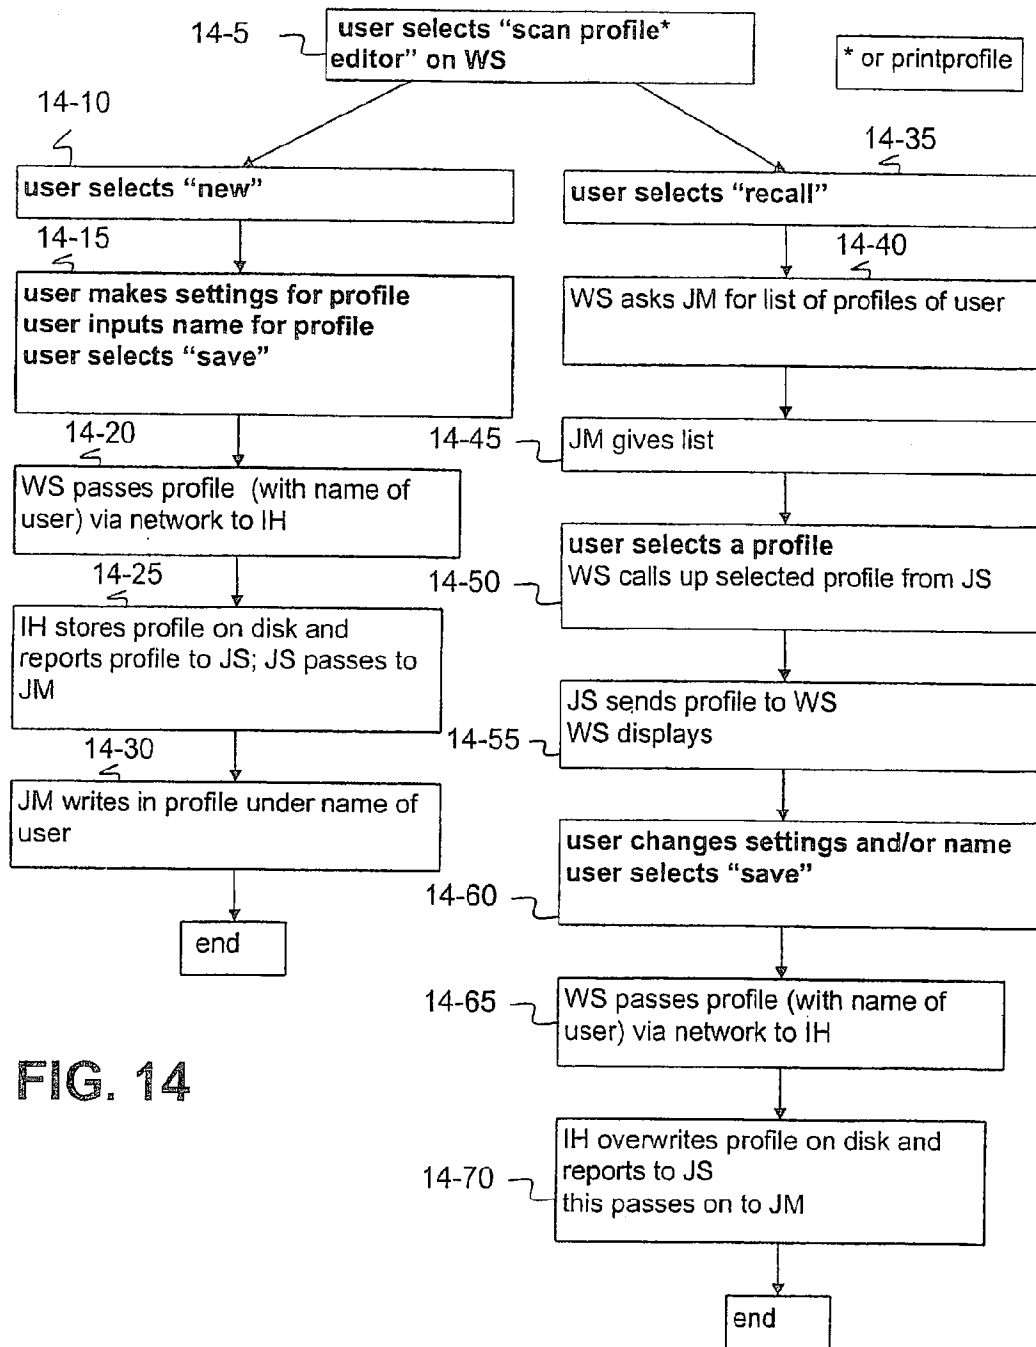 14-5
user selects “scan profile*
editor” on WS
* or printprofile
14-10
user selects “new”
14-15
user makes settings for profile
user inputs name for profile
user selects “save”
14-20
WS passes profile (with name of
user) via network to IH
14-25
IH stores profile on disk and
reports profile to JS; JS passes to
JM
14-30
JM writes in profile under name of
user
end
14-35
user selects “recall”
14-40
WS asks JM for list of profiles of user
14-45
JM gives list
14-50
user selects a profile
WS calls up selected profile from JS
14-55
JS sends profile to WS
WS displays
14-60
user changes settings and/or name
user selects “save”
14-65
WS passes profile (with name of
user) via network to IH
14-70
IH overwrites profile on disk and
reports to JS
this passes on to JM
end
FIG. 14